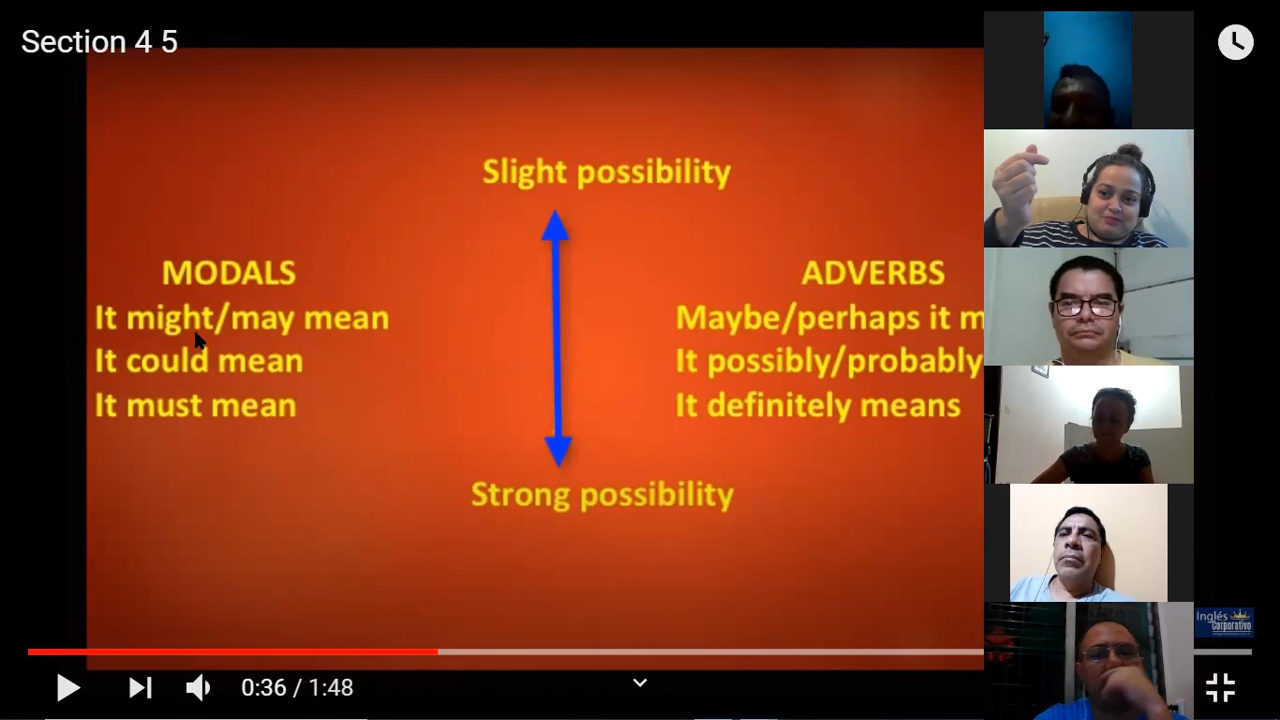 Section 4 5
Slight possibility
MODALS
It might/may mean
It could mean
It must mean
ADVERBS
Maybe/perhaps it m
It possibly/probably
It definitely means
Strong possibility
Inglés
Corporativo
0:36 / 1:48